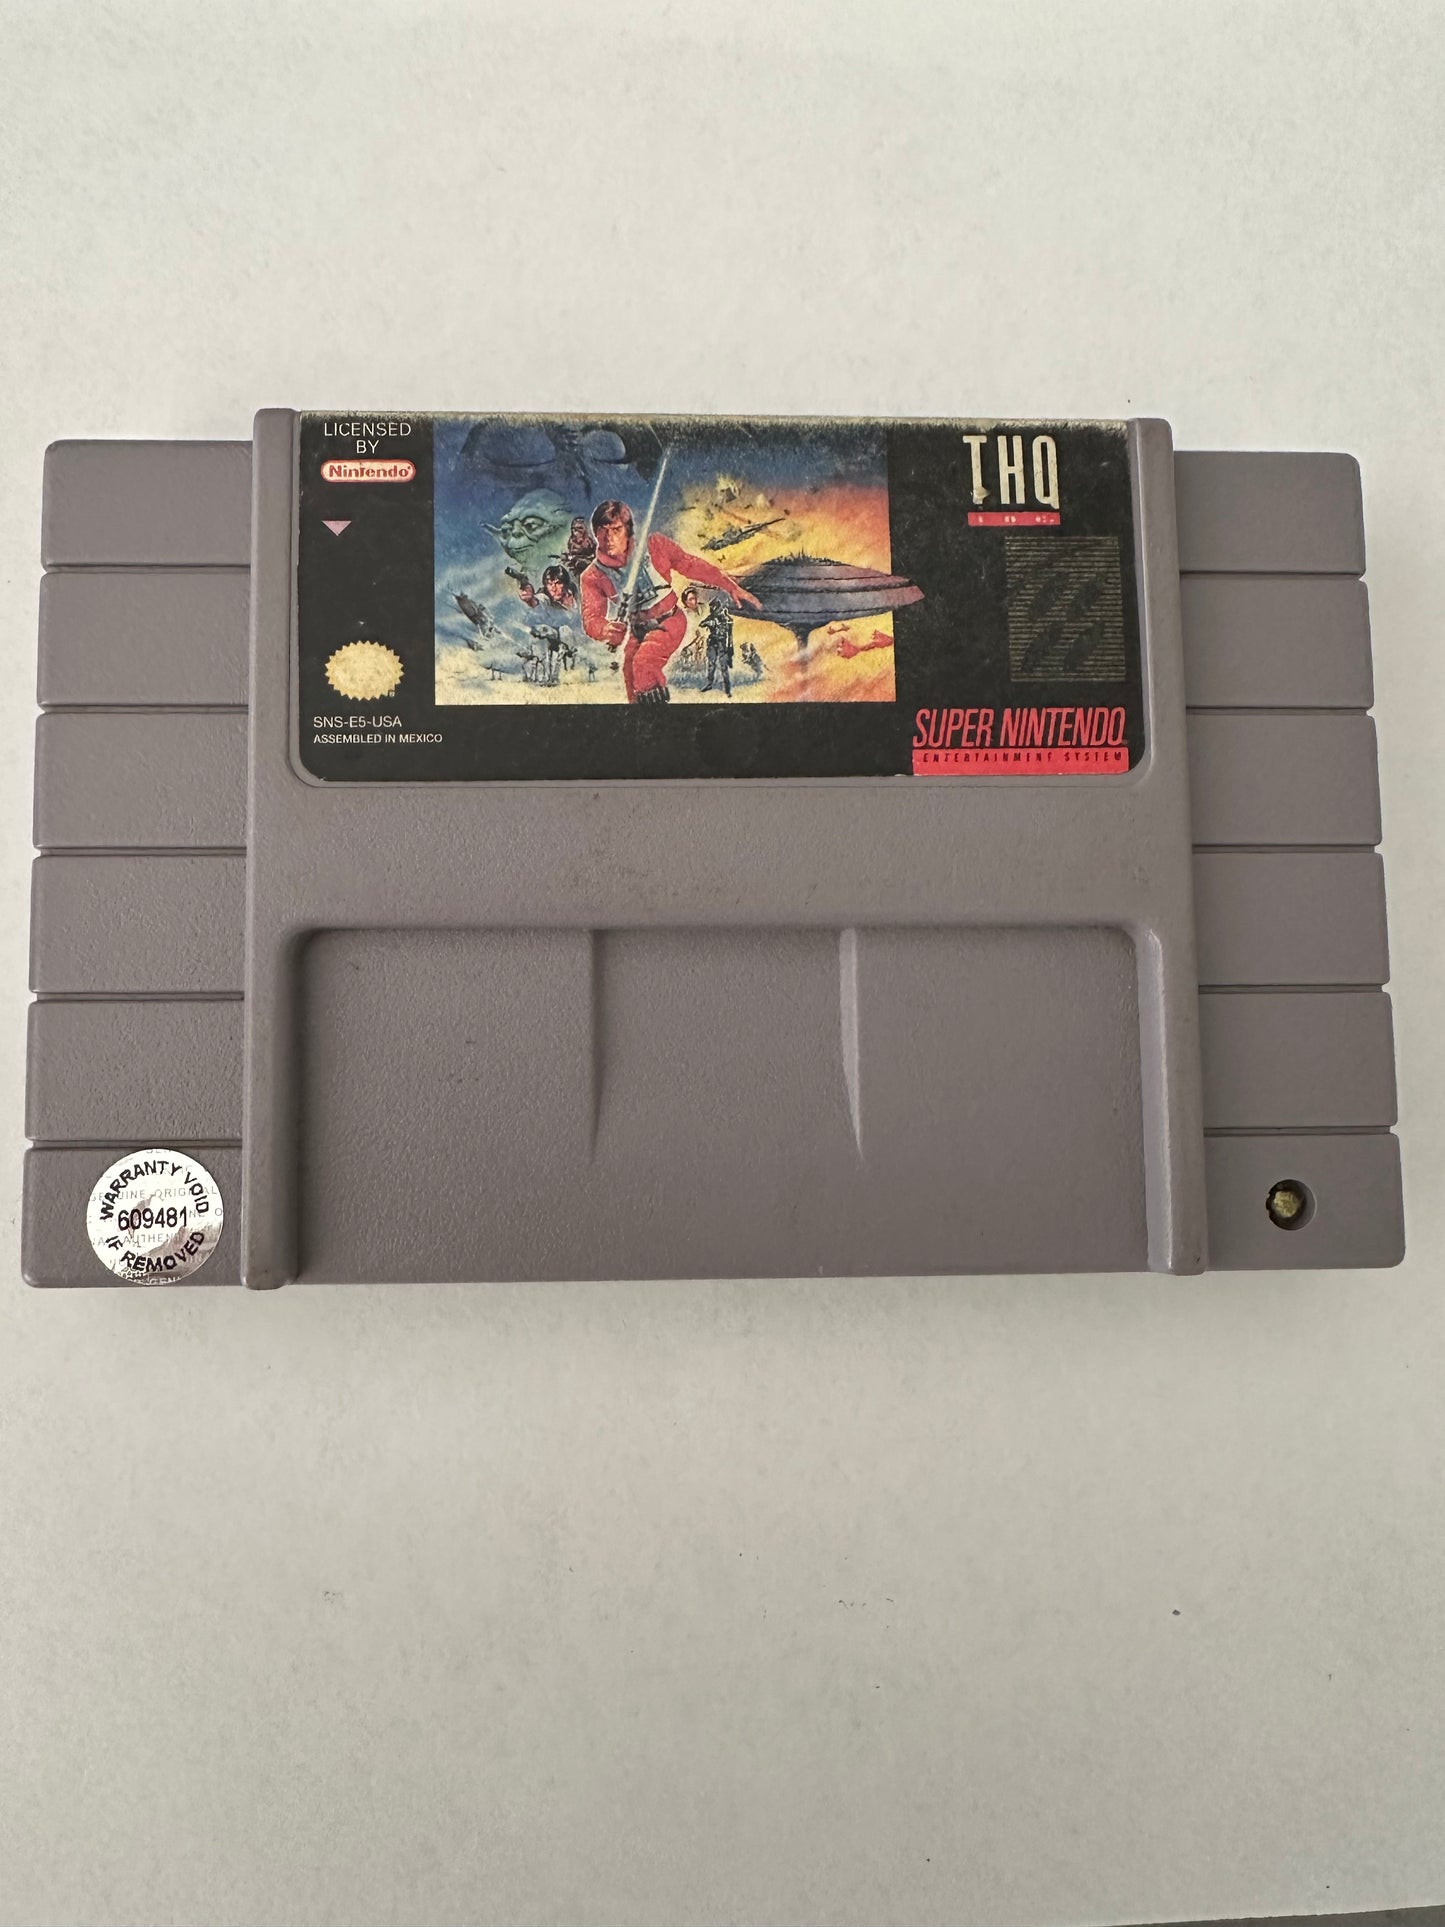 LICENSED
BY
Nintendo®
THQ
SNS-E5-USA
ASSEMBLED IN MEXICO
SUPER NINTENDO
ENTERTAINMENT SYSTEM
WARRANTY VOID
609481
IF REMOVED